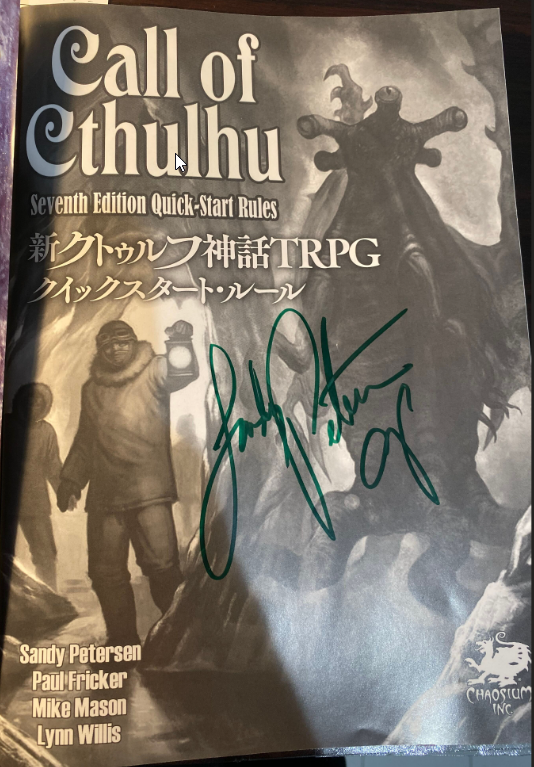 Call of
Cthulhu
Seventh Edition Quick-Start Rules
新クトゥルフ神話TRPG
クイックスタート・ルール
Sandy Petersen
Sandy Petersen
Paul Fricker
Mike Mason
Lynn Willis
CHAOSIUM
INC.